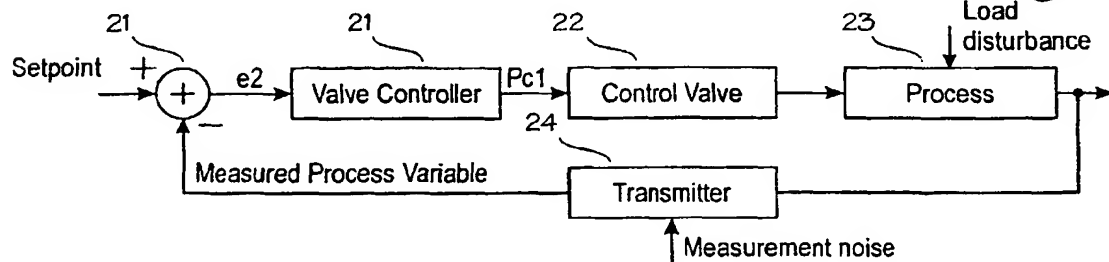 21
21
22
23
Load
disturbance
Setpoint
+
+
e2
Valve Controller
Pc1
Control Valve
Process
−
24
Measured Process Variable
Transmitter
Measurement noise